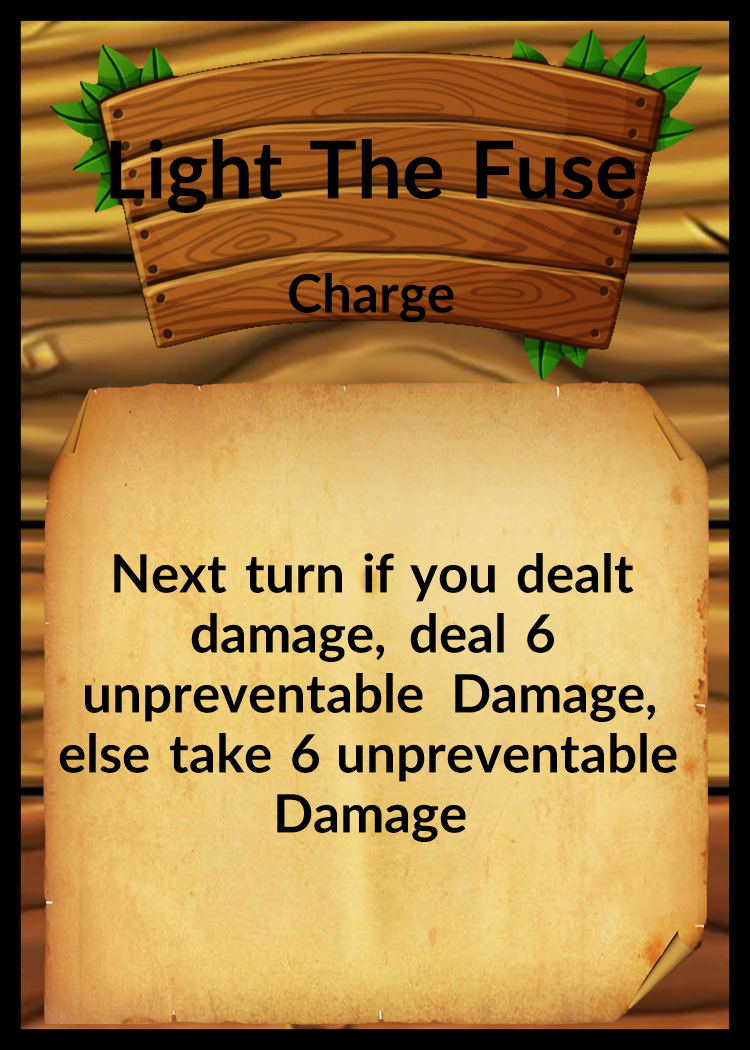 Light The Fuse
Charge
Next turn if you dealt
damage, deal 6
unpreventable Damage,
else take 6 unpreventable
Damage